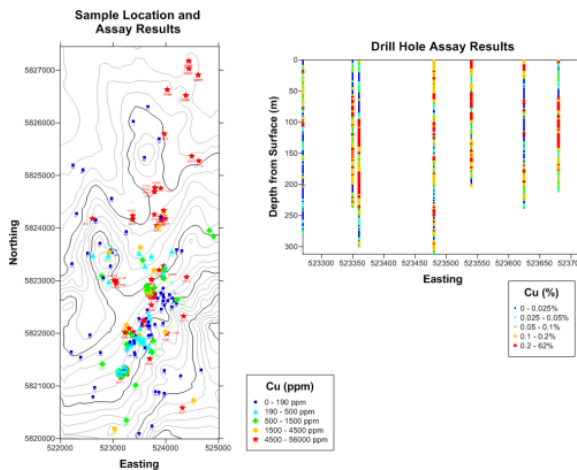 Sample Location and
Assay Results
5827000
5826000
5825000
5824000
5823000
5822000
5821000
5820000
Northing
522000 523000 524000 525000
Easting
Cu (ppm)
0 - 190 ppm
190 - 500 ppm
500 - 1500 ppm
1500 - 4500 ppm
4500 - 56000 ppm
Drill Hole Assay Results
0
50
100
150
200
250
300
Depth from Surface (m)
523300 523350 523400 523450 523500 523550 523600 523650 52370
Easting
Cu (%)
0 - 0.025%
0.025 - 0.05%
0.05 - 0.1%
0.1 - 0.2%
0.2 - 62%